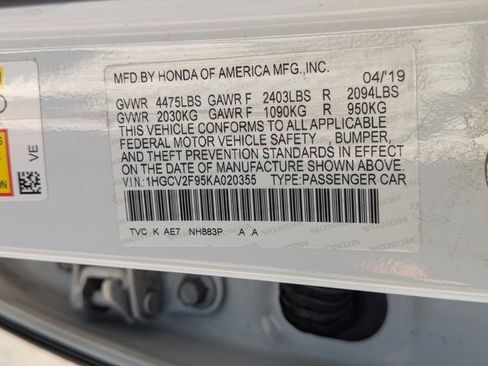 MFD BY HONDA OF AMERICA MFG.,INC. 04/19
GVWR 4475LBS GAWR F 2403LBS R 2094LBS
GVWR 2030KG GAWR F 1090KG R 950KG
THIS VEHICLE CONFORMS TO ALL APPLICABLE
FEDERAL MOTOR VEHICLE SAFETY , BUMPER,
AND THEFT PREVENTION STANDARDS IN EFFECT
ON THE DATE OF MANUFACTURE SHOWN ABOVE.
V.I.N.:1HGCV2F95KA020355 TYPE:PASSENGER CAR
TVC K AE7 NH883P .A .A
VE